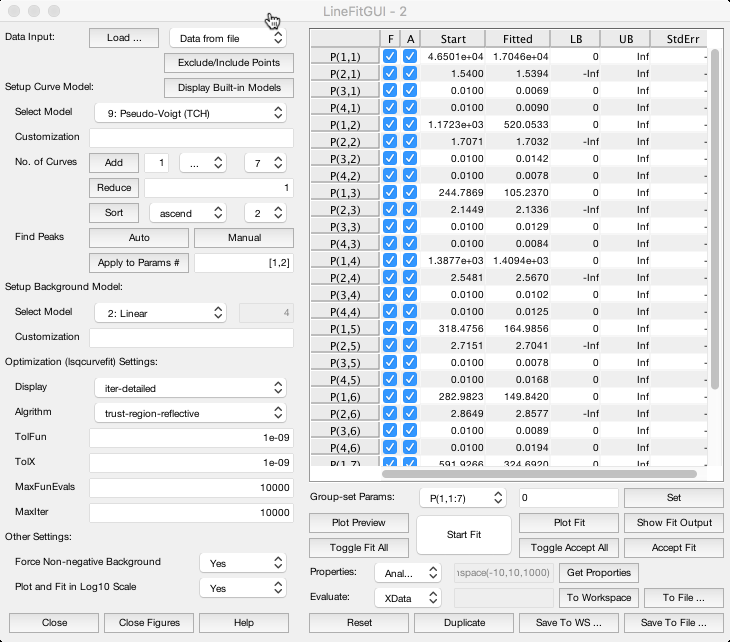 LineFitGUI - 2
Data Input:
Load ...
Data from file
Exclude/Include Points
Setup Curve Model:
Display Built-in Models
Select Model
9: Pseudo-Voigt (TCH)
Customization
No. of Curves
Add
1
...
7
Reduce
1
Sort
ascend
2
Find Peaks
Auto
Manual
Apply to Params #
[1,2]
Setup Background Model:
Select Model
2: Linear
4
Customization
Optimization (lsqcurvefit) Settings:
Display
iter-detailed
Algrithm
trust-region-reflective
TolFun
1e-09
TolX
1e-09
MaxFunEvals
10000
MaxIter
10000
Other Settings:
Force Non-negative Background
Yes
Plot and Fit in Log10 Scale
Yes
Close
Close Figures
Help
F A Start Fitted LB UB StdErr
P(1,1) 4.6501e+04 1.7046e+04 0 Inf -
P(2,1) 1.5400 1.5394 -Inf Inf -
P(3,1) 0.0100 0.0069 0 Inf -
P(4,1) 0.0100 0.0090 0 Inf -
P(1,2) 1.1723e+03 520.0533 0 Inf -
P(2,2) 1.7071 1.7032 -Inf Inf -
P(3,2) 0.0100 0.0142 0 Inf -
P(4,2) 0.0100 0.0078 0 Inf -
P(1,3) 244.7869 105.2370 0 Inf -
P(2,3) 2.1449 2.1336 -Inf Inf -
P(3,3) 0.0100 0.0129 0 Inf -
P(4,3) 0.0100 0.0084 0 Inf -
P(1,4) 1.3877e+03 1.4094e+03 0 Inf -
P(2,4) 2.5481 2.5670 -Inf Inf -
P(3,4) 0.0100 0.0102 0 Inf -
P(4,4) 0.0100 0.0125 0 Inf -
P(1,5) 318.4756 164.9856 0 Inf -
P(2,5) 2.7151 2.7041 -Inf Inf -
P(3,5) 0.0100 0.0078 0 Inf -
P(4,5) 0.0100 0.0168 0 Inf -
P(1,6) 282.9823 149.8420 0 Inf -
P(2,6) 2.8649 2.8577 -Inf Inf -
P(3,6) 0.0100 0.0089 0 Inf -
P(4,6) 0.0100 0.0194 0 Inf -
P(1,7) 591.9266 324.6920 0 Inf -
Group-set Params:
P(1,1:7)
0
Set
Plot Preview
Start Fit
Plot Fit
Show Fit Output
Toggle Fit All
Toggle Accept All
Accept Fit
Properties:
Anal...
nspace(-10,10,1000)
Get Proporties
Evaluate:
XData
To Workspace
To File ...
Reset
Duplicate
Save To WS ...
Save To File ...